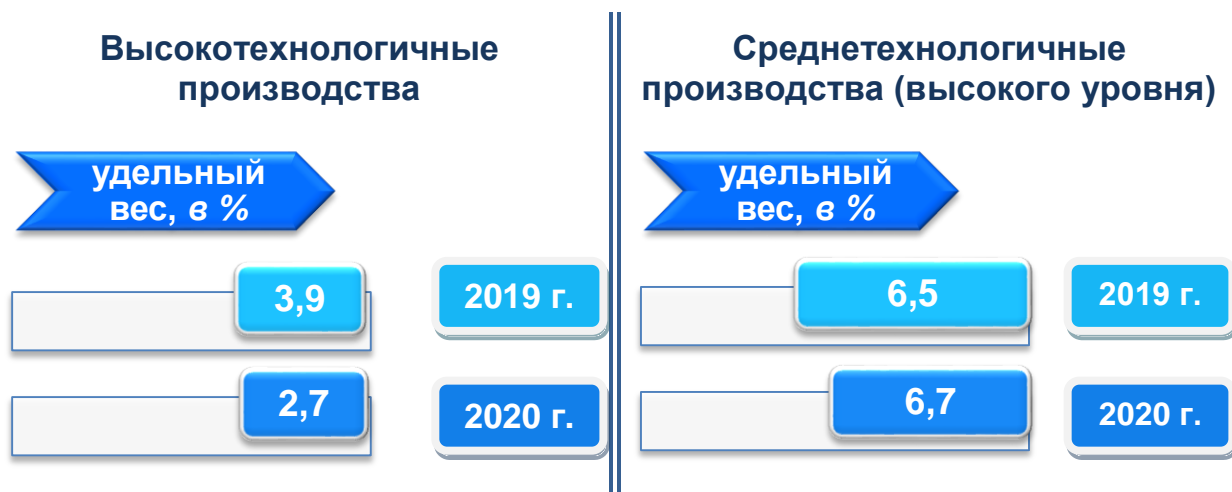 Высокотехнологичные
производства
удельный
вес, в %
3,9
2019 г.
2,7
2020 г.
Среднетехнологичные
производства (высокого уровня)
удельный
вес, в %
6,5
2019 г.
6,7
2020 г.